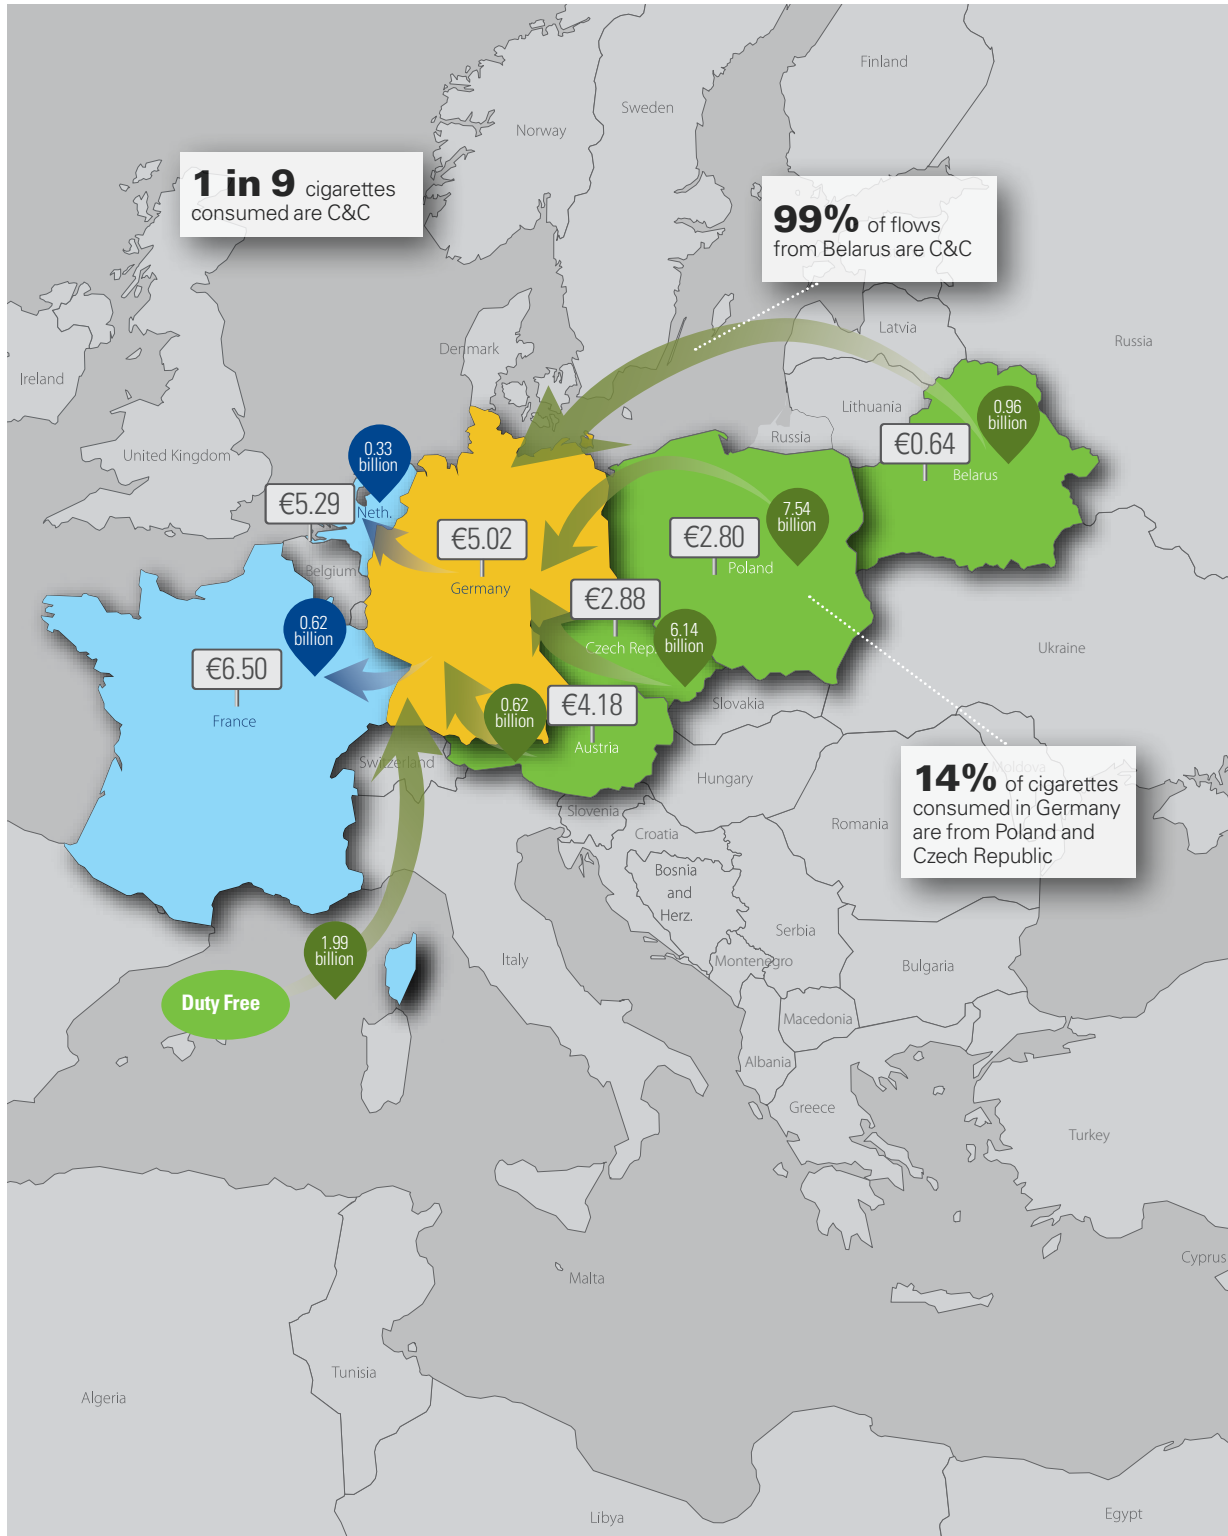 Finland
Sweden
Norway
1 in 9 cigarettes
consumed are C&C
99% of flows
from Belarus are C&C
Latvia
Russia
Denmark
Ireland
Lithuania
0.96
billion
Russia
€0.64
Belarus
United Kingdom
0.33
billion
€5.29
Neth.
€5.02
Germany
7.54
billion
€2.80
Poland
Belgium
€2.88
Czech Rep.
6.14
billion
0.62
billion
€6.50
France
Ukraine
0.62
billion
€4.18
Austria
Slovakia
Switzerland
Hungary
Moldova
14% of cigarettes
consumed in Germany
are from Poland and
Czech Republic
Slovenia
Croatia
Romania
Bosnia
and
Herz.
Serbia
1.99
billion
Duty Free
Italy
Montenegro
Bulgaria
Macedonia
Albania
Greece
Turkey
Cyprus
Malta
Tunisia
Algeria
Libya
Egypt